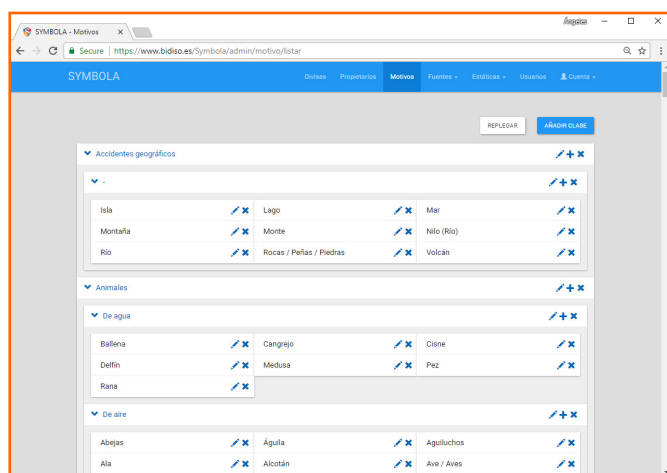 Ángeles
SYMBOLA - Motivos
Secure | https://www.bidiso.es/Symbola/admin/motivo/listar
SYMBOLA Divisas Propietarios Motivos Fuentes Estáticas Usuarios Cuenta
REPLEGAR AÑADIR CLASE
Accidentes geográficos
-
Isla Lago Mar
Montaña Monte Nilo (Río)
Río Rocas / Peñas / Piedras Volcán
Animales
De agua
Ballena Cangrejo Cisne
Delfín Medusa Pez
Rana
De aire
Abejas Águila Aguiluchos
Ala Alcotán Ave / Aves